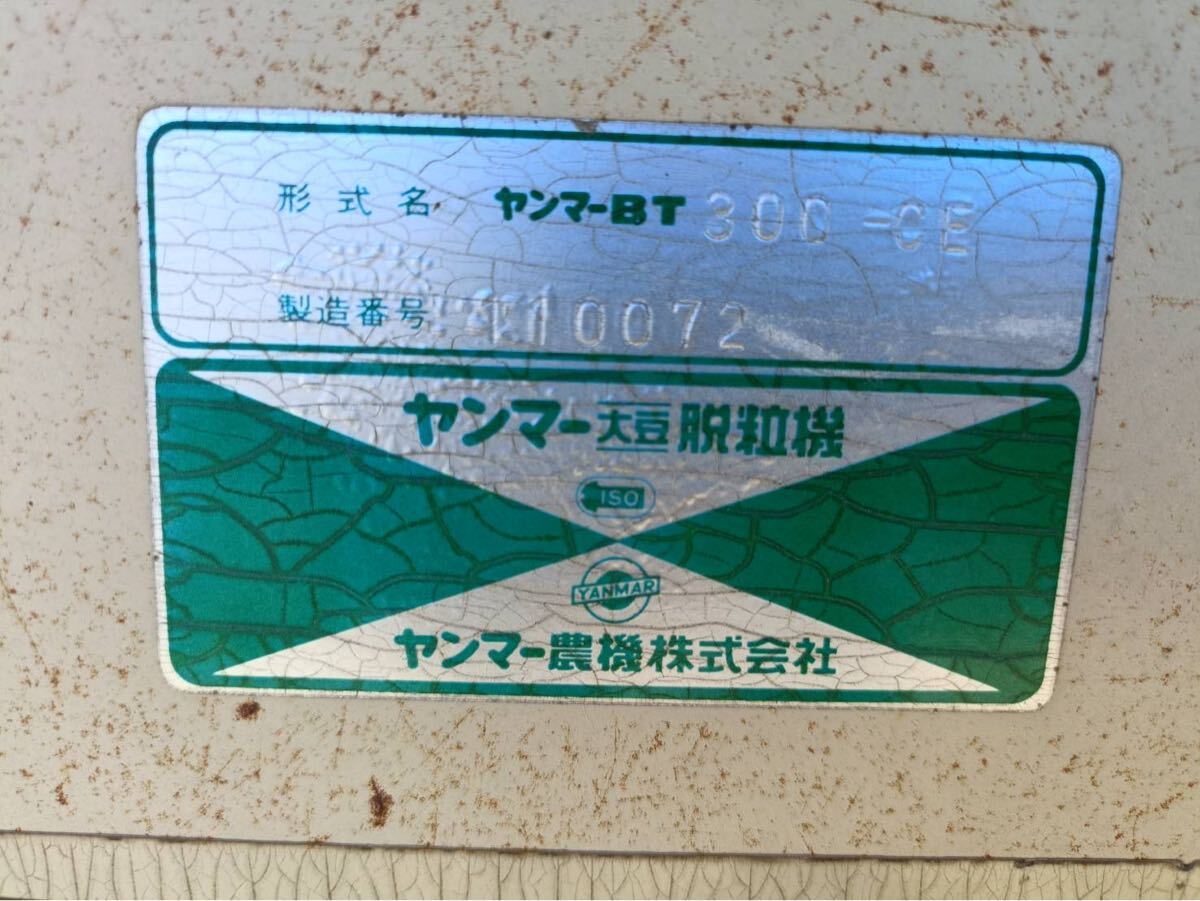 形式名 ヤンマーBT 300-CE
製造番号 10072
ヤンマー大豆脱粒機
ISO
YANMAR
ヤンマー農機株式会社